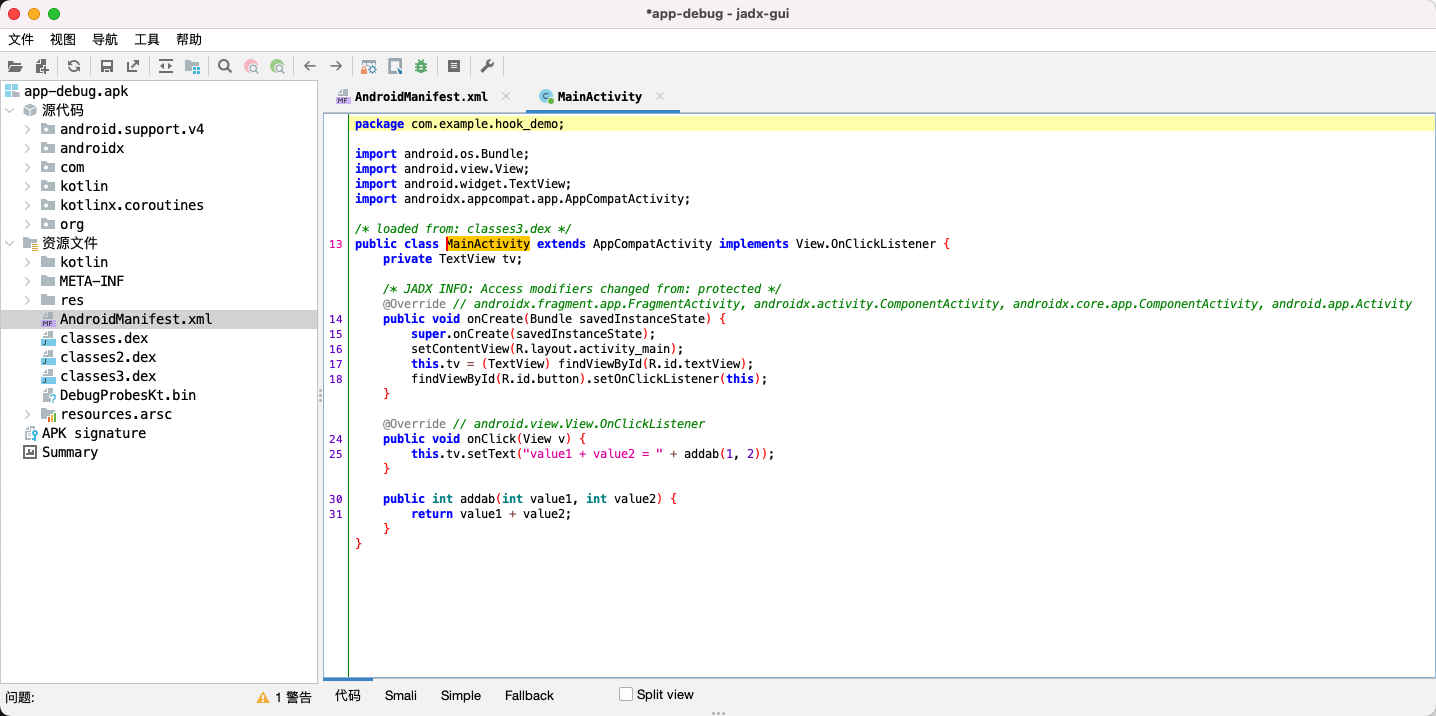 *app-debug - jadx-gui
文件 视图 导航 工具 帮助
app-debug.apk
源代码
android.support.v4
androidx
com
kotlin
kotlinx.coroutines
org
资源文件
kotlin
META-INF
res
AndroidManifest.xml
classes.dex
classes2.dex
classes3.dex
DebugProbesKt.bin
resources.arsc
APK signature
Summary
问题: 1 警告
AndroidManifest.xml MainActivity
package com.example.hook_demo;
import android.os.Bundle;
import android.view.View;
import android.widget.TextView;
import androidx.appcompat.app.AppCompatActivity;
/* loaded from: classes3.dex */
13 public class MainActivity extends AppCompatActivity implements View.OnClickListener {
private TextView tv;
/* JADX INFO: Access modifiers changed from: protected */
@Override // androidx.fragment.app.FragmentActivity, androidx.activity.ComponentActivity, androidx.core.app.ComponentActivity, android.app.Activity
14 public void onCreate(Bundle savedInstanceState) {
15 super.onCreate(savedInstanceState);
16 setContentView(R.layout.activity_main);
17 this.tv = (TextView) findViewById(R.id.textView);
18 findViewById(R.id.button).setOnClickListener(this);
}
@Override // android.view.View.OnClickListener
24 public void onClick(View v) {
25 this.tv.setText("value1 + value2 = " + addab(1, 2));
}
30 public int addab(int value1, int value2) {
31 return value1 + value2;
}
}
代码 Smali Simple Fallback Split view